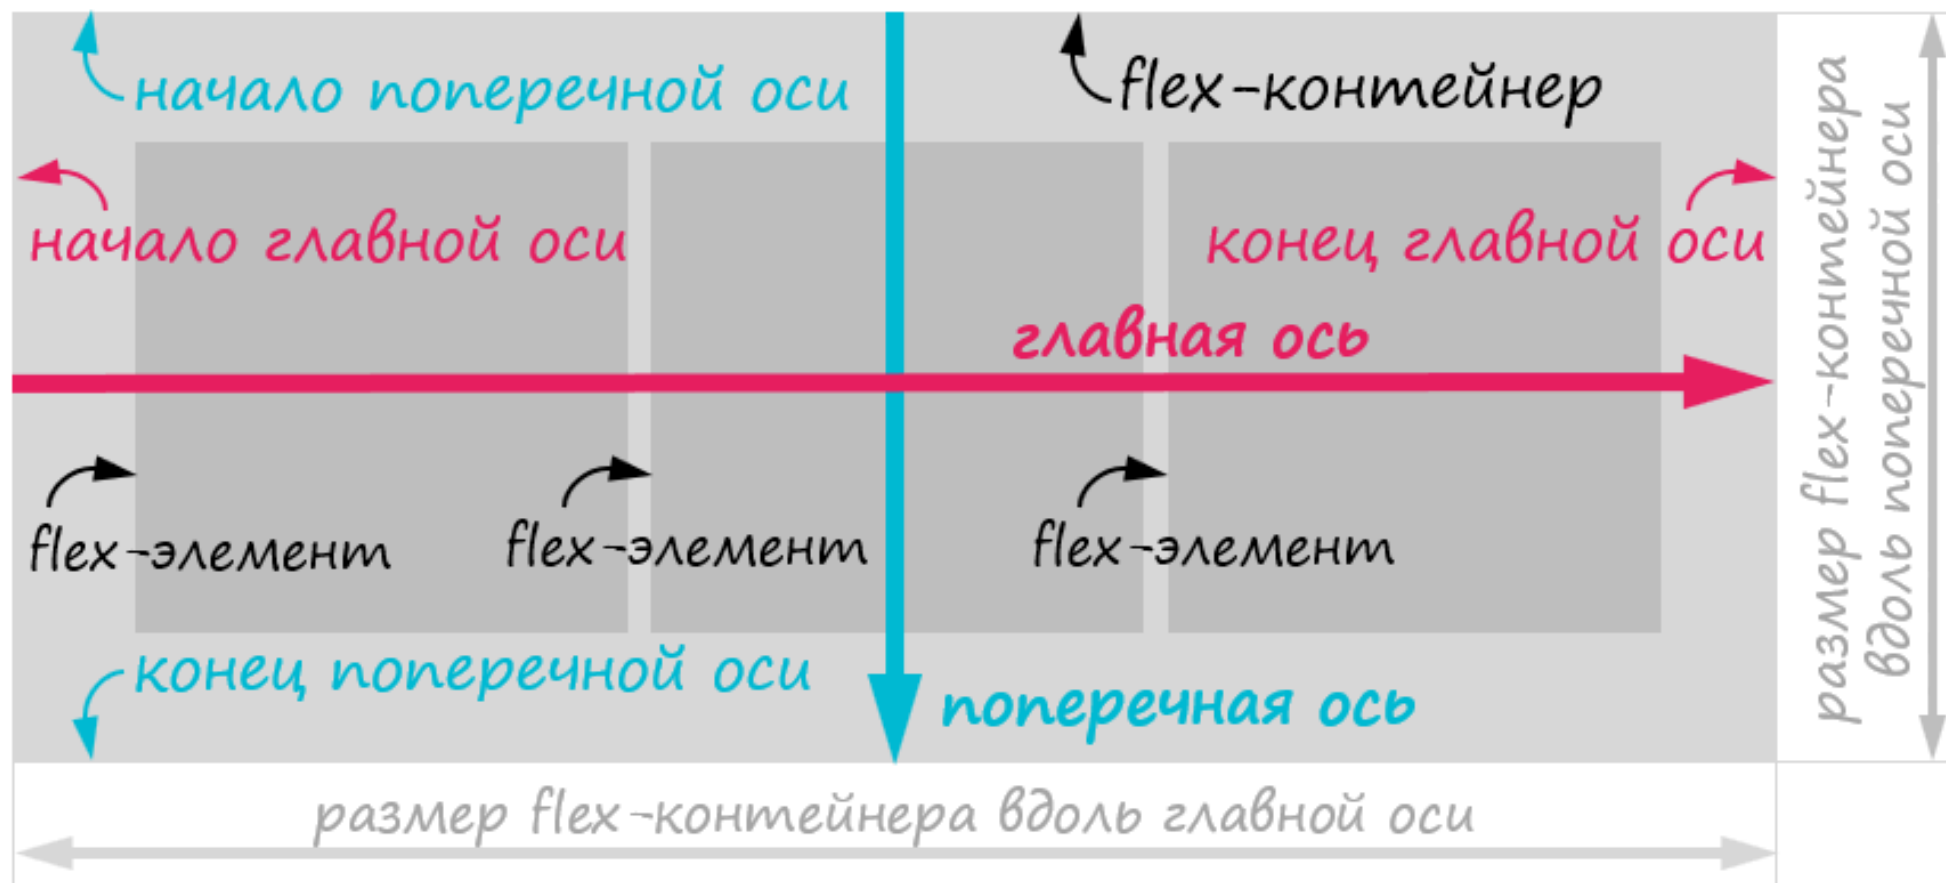 начало поперечной оси
flex-контейнер
начало главной оси
конец главной оси
главная ось
flex-элемент
flex-элемент
flex-элемент
конец поперечной оси
поперечная ось
размер flex-контейнера вдоль главной оси
размер flex-контейнера
вдоль поперечной оси